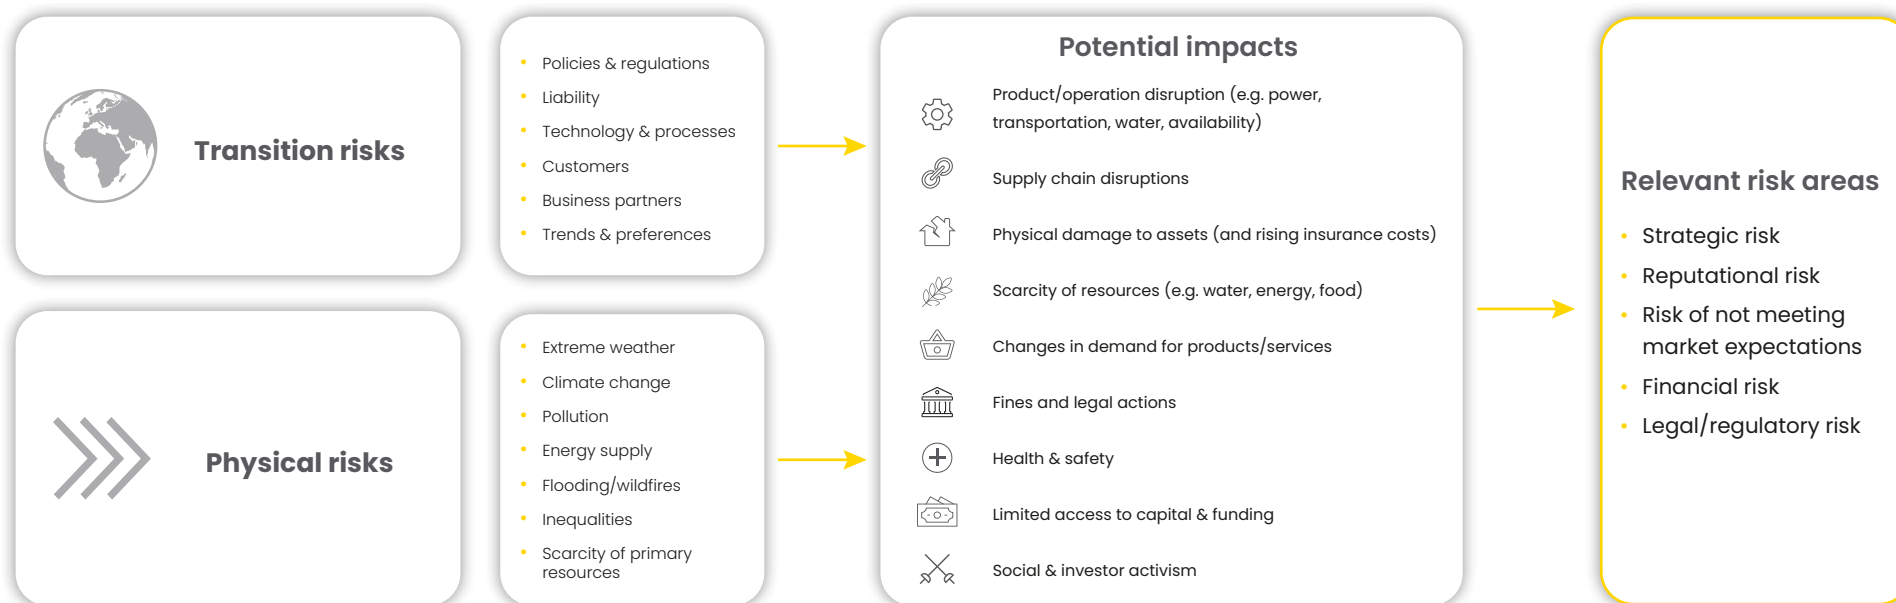 Transition risks
Policies & regulations
Liability
Technology & processes
Customers
Business partners
Trends & preferences
Physical risks
Extreme weather
Climate change
Pollution
Energy supply
Flooding/wildfires
Inequalities
Scarcity of primary
resources
Potential impacts
Product/operation disruption (e.g. power,
transportation, water, availability)
Supply chain disruptions
Physical damage to assets (and rising insurance costs)
Scarcity of resources (e.g. water, energy, food)
Changes in demand for products/services
Fines and legal actions
Health & safety
Limited access to capital & funding
Social & investor activism
Relevant risk areas
Strategic risk
Reputational risk
Risk of not meeting
market expectations
Financial risk
Legal/regulatory risk